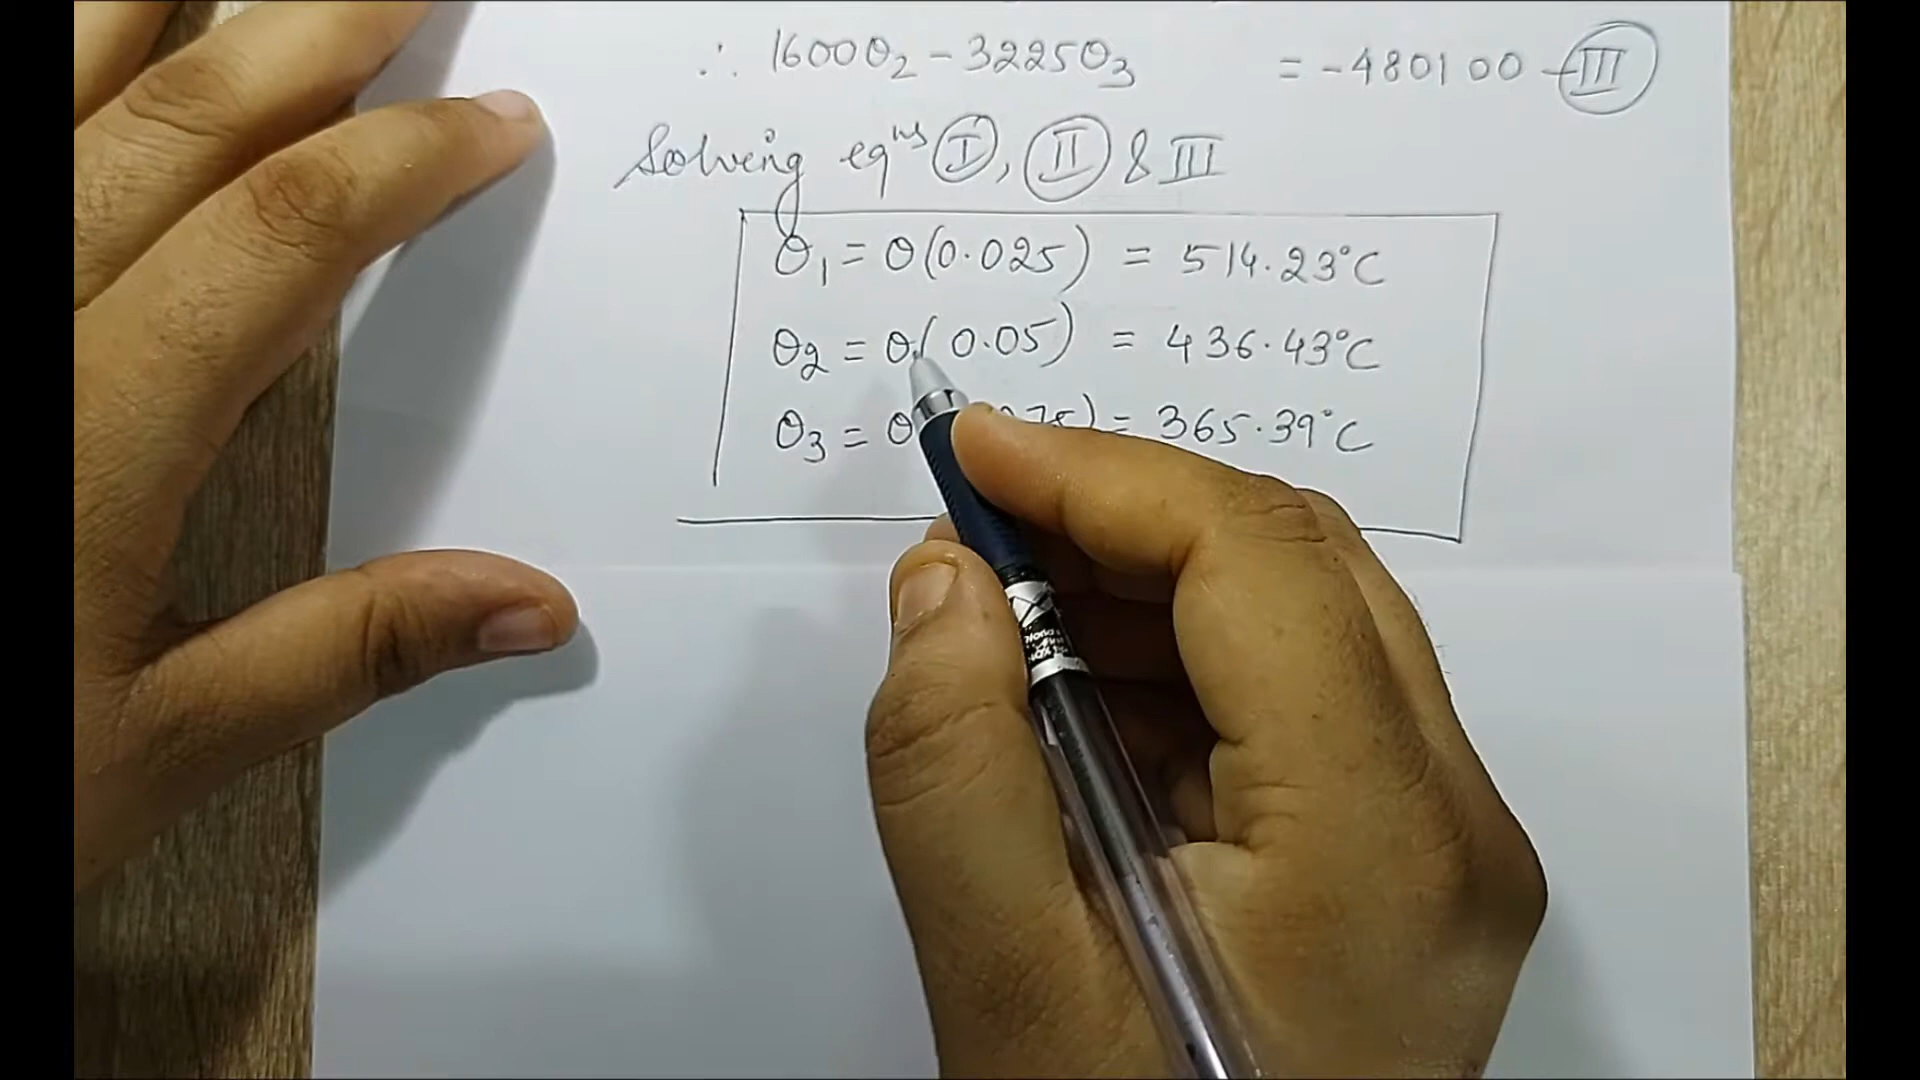 ∴ 1600θ₂ - 3225θ₃ = -480100 - III
Solving eqⁿˢ I, II & III
θ₁ = θ(0.025) = 514.23°C
θ₂ = θ(0.05) = 436.43°C
θ₃ = θ 75) = 365.39°C